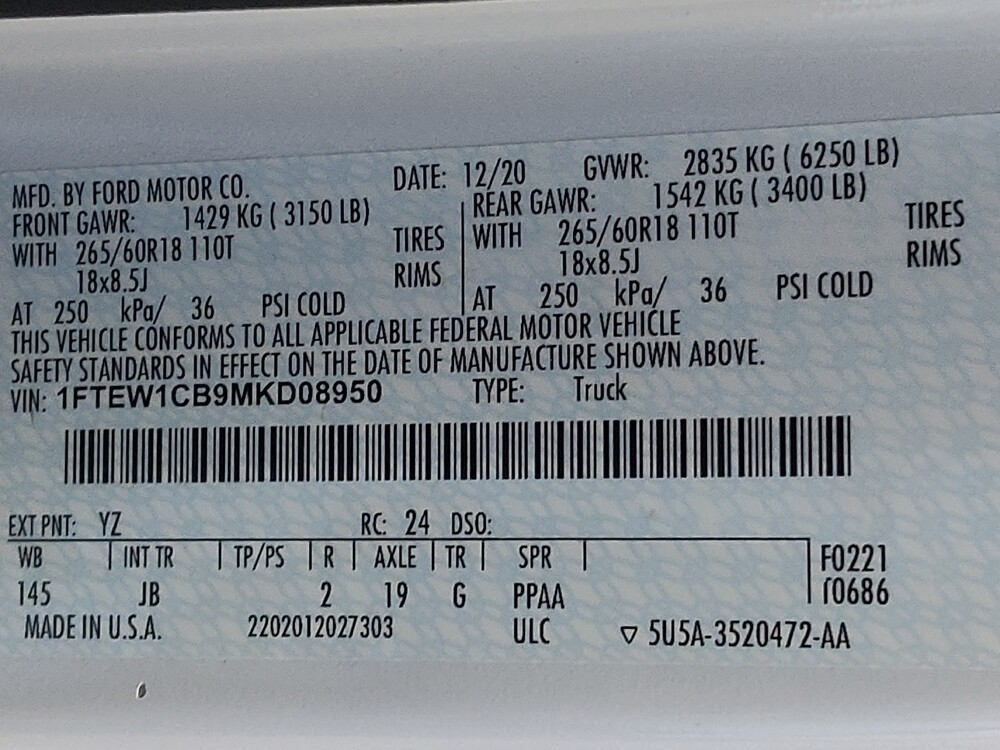 MFD. BY FORD MOTOR CO. DATE: 12/20 GVWR: 2835 KG ( 6250 LB)
FRONT GAWR: 1429 KG ( 3150 LB) REAR GAWR: 1542 KG ( 3400 LB)
WITH 265/60R18 110T TIRES WITH 265/60R18 110T TIRES
18x8.5J RIMS 18x8.5J RIMS
AT 250 kPa/ 36 PSI COLD AT 250 kPa/ 36 PSI COLD
THIS VEHICLE CONFORMS TO ALL APPLICABLE FEDERAL MOTOR VEHICLE
SAFETY STANDARDS IN EFFECT ON THE DATE OF MANUFACTURE SHOWN ABOVE.
VIN: 1FTEW1CB9MKD08950 TYPE: Truck
EXT PNT: YZ RC: 24 DSO:
WB INT TR TP/PS R AXLE TR SPR F0221
145 JB 2 19 G PPAA r0686
MADE IN U.S.A. 2202012027303 ULC ▽ 5U5A-3520472-AA